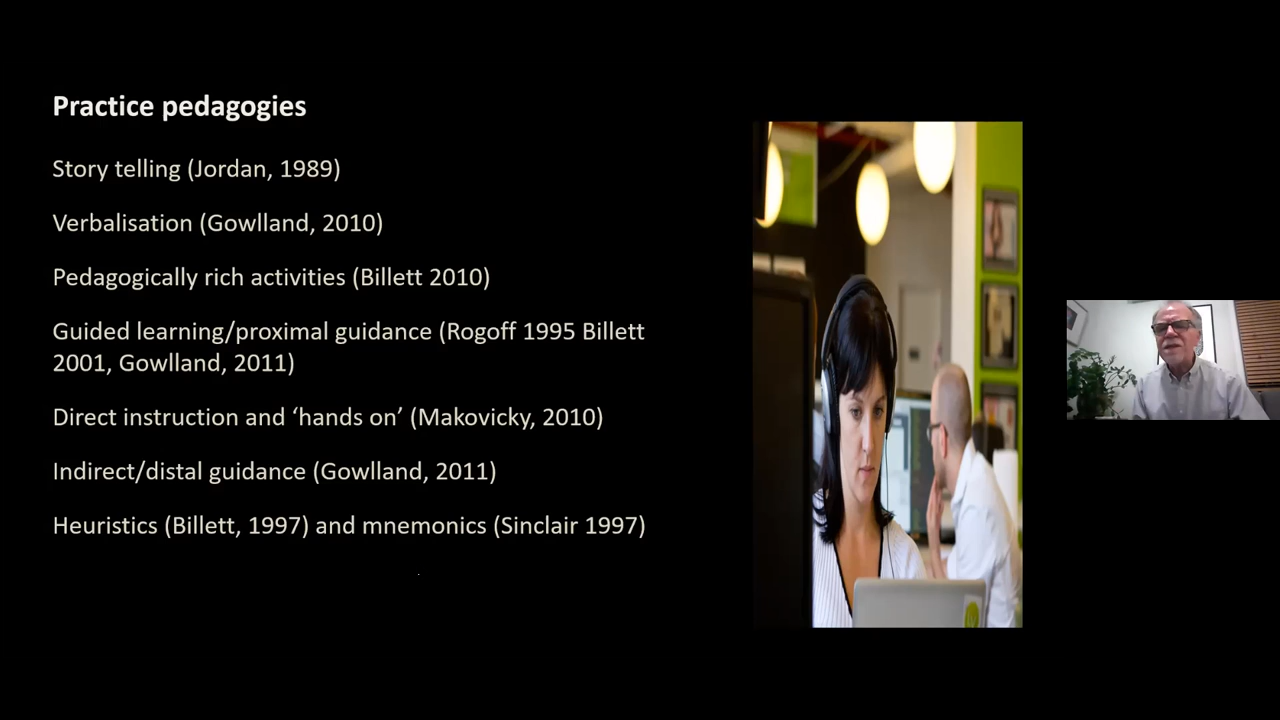 Practice pedagogies
Story telling (Jordan, 1989)
Verbalisation (Gowlland, 2010)
Pedagogically rich activities (Billett 2010)
Guided learning/proximal guidance (Rogoff 1995 Billett
2001, Gowlland, 2011)
Direct instruction and ‘hands on’ (Makovicky, 2010)
Indirect/distal guidance (Gowlland, 2011)
Heuristics (Billett, 1997) and mnemonics (Sinclair 1997)